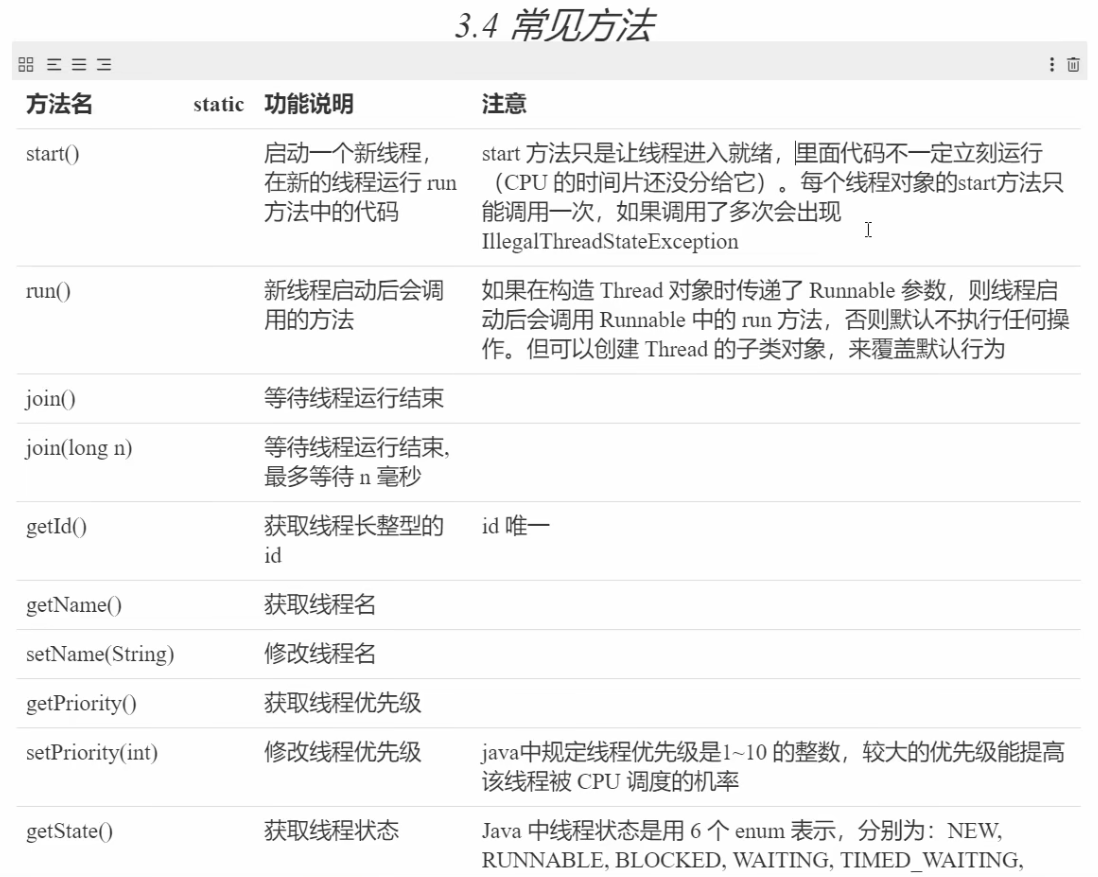 3.4 常见方法
方法名 static 功能说明 注意
start() 启动一个新线程，
在新的线程运行 run
方法中的代码
start 方法只是让线程进入就绪，里面代码不一定立刻运行
（CPU 的时间片还没分给它）。每个线程对象的start方法只
能调用一次，如果调用了多次会出现
IllegalThreadStateException
run() 新线程启动后会调
用的方法
如果在构造 Thread 对象时传递了 Runnable 参数，则线程启
动后会调用 Runnable 中的 run 方法，否则默认不执行任何操
作。但可以创建 Thread 的子类对象，来覆盖默认行为
join() 等待线程运行结束
join(long n) 等待线程运行结束,
最多等待 n 毫秒
getId() 获取线程长整型的
id
id 唯一
getName() 获取线程名
setName(String) 修改线程名
getPriority() 获取线程优先级
setPriority(int) 修改线程优先级
java中规定线程优先级是1~10 的整数，较大的优先级能提高
该线程被 CPU 调度的机率
getState() 获取线程状态
Java 中线程状态是用 6 个 enum 表示，分别为：NEW,
RUNNABLE, BLOCKED, WAITING, TIMED_WAITING,